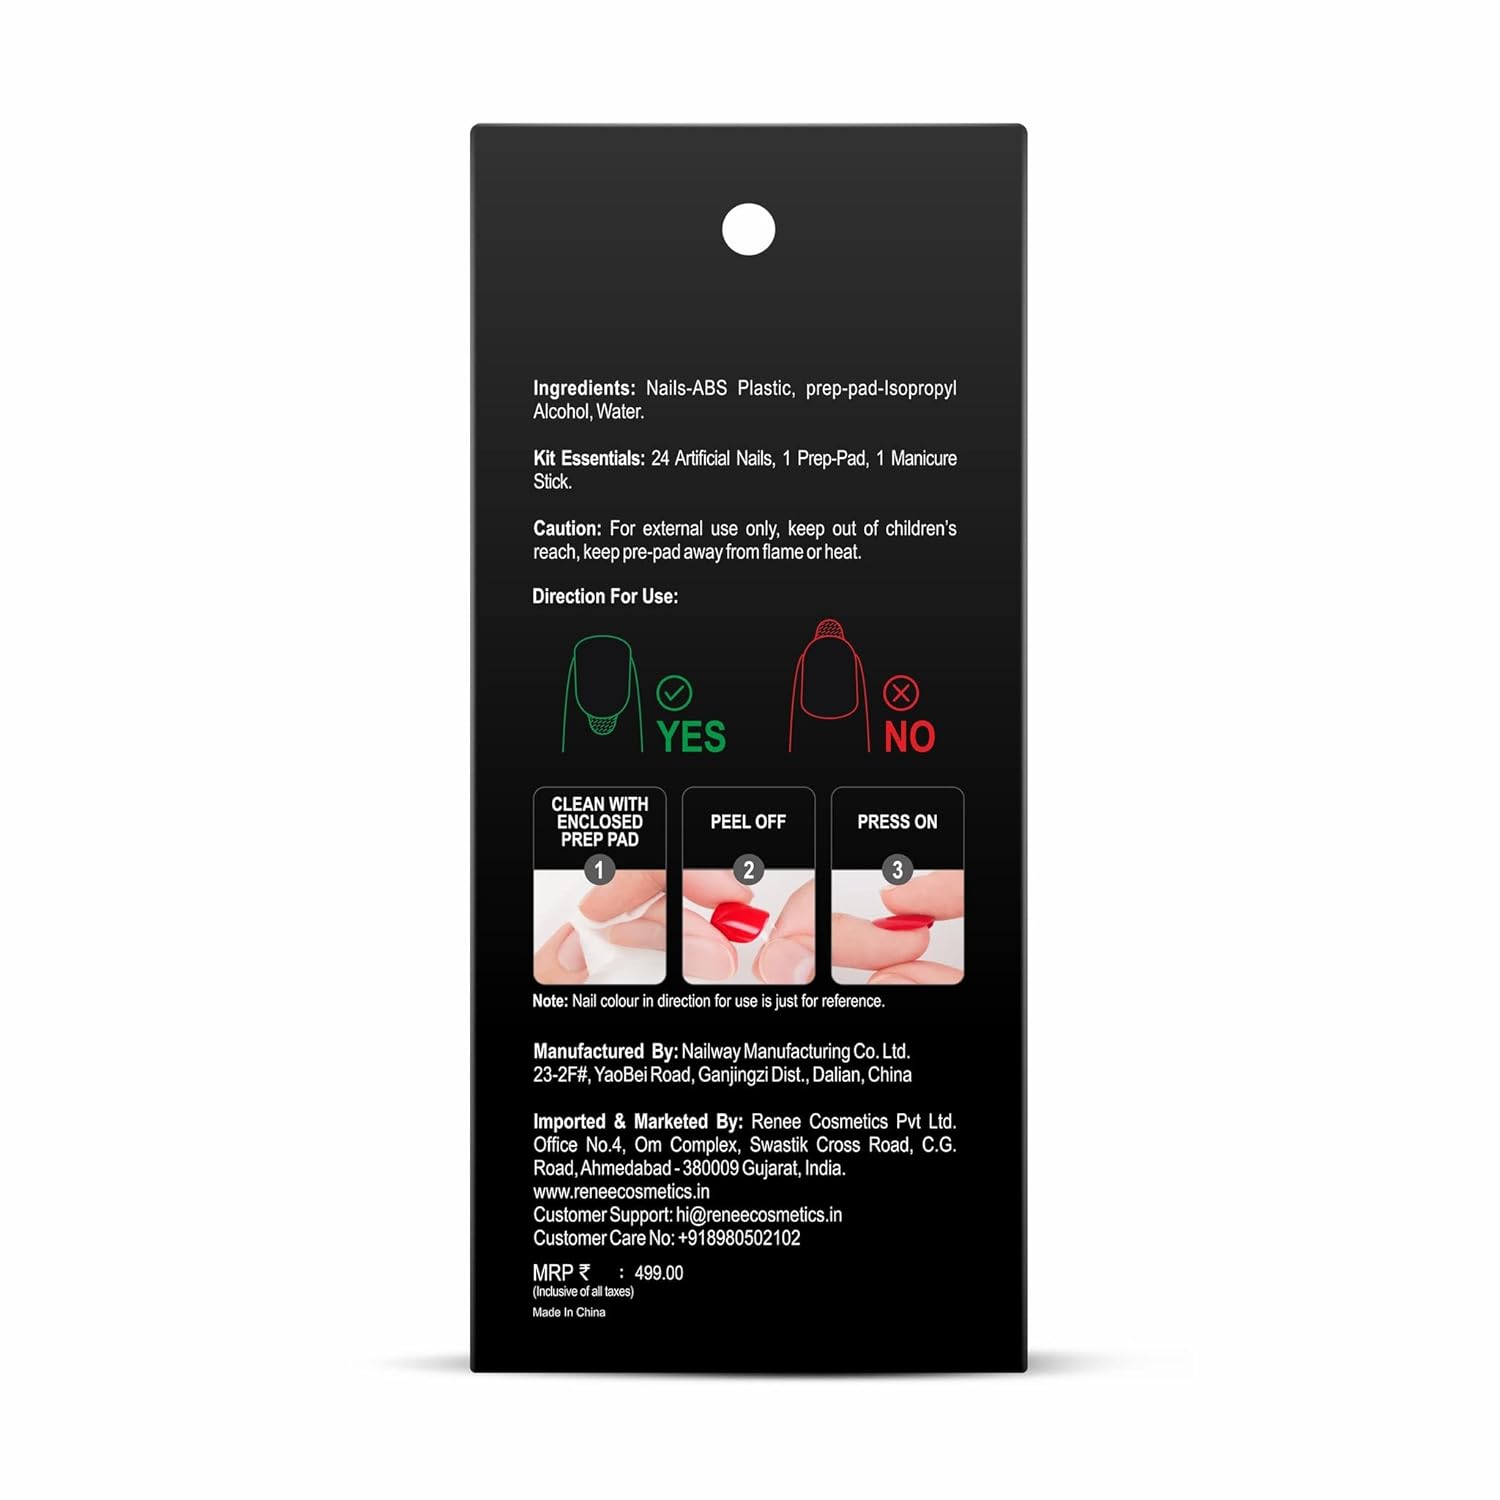 Ingredients: Nails-ABS Plastic, prep-pad-Isopropyl
Alcohol, Water.
Kit Essentials: 24 Artificial Nails, 1 Prep-Pad, 1 Manicure
Stick.
Caution: For external use only, keep out of children's
reach, keep pre-pad away from flame or heat.
Direction For Use:
YES
NO
CLEAN WITH
ENCLOSED
PREP PAD
1
PEEL OFF
2
PRESS ON
3
Note: Nail colour in direction for use is just for reference.
Manufactured By: Nailway Manufacturing Co. Ltd.
23-2F#, YaoBei Road, Ganjingzi Dist., Dalian, China
Imported & Marketed By: Renee Cosmetics Pvt Ltd.
Office No.4, Om Complex, Swastik Cross Road, C.G.
Road, Ahmedabad - 380009 Gujarat, India.
www.reneecosmetics.in
Customer Support: hi@reneecosmetics.in
Customer Care No: +918980502102
MRP ₹ : 499.00
(Inclusive of all taxes)
Made In China